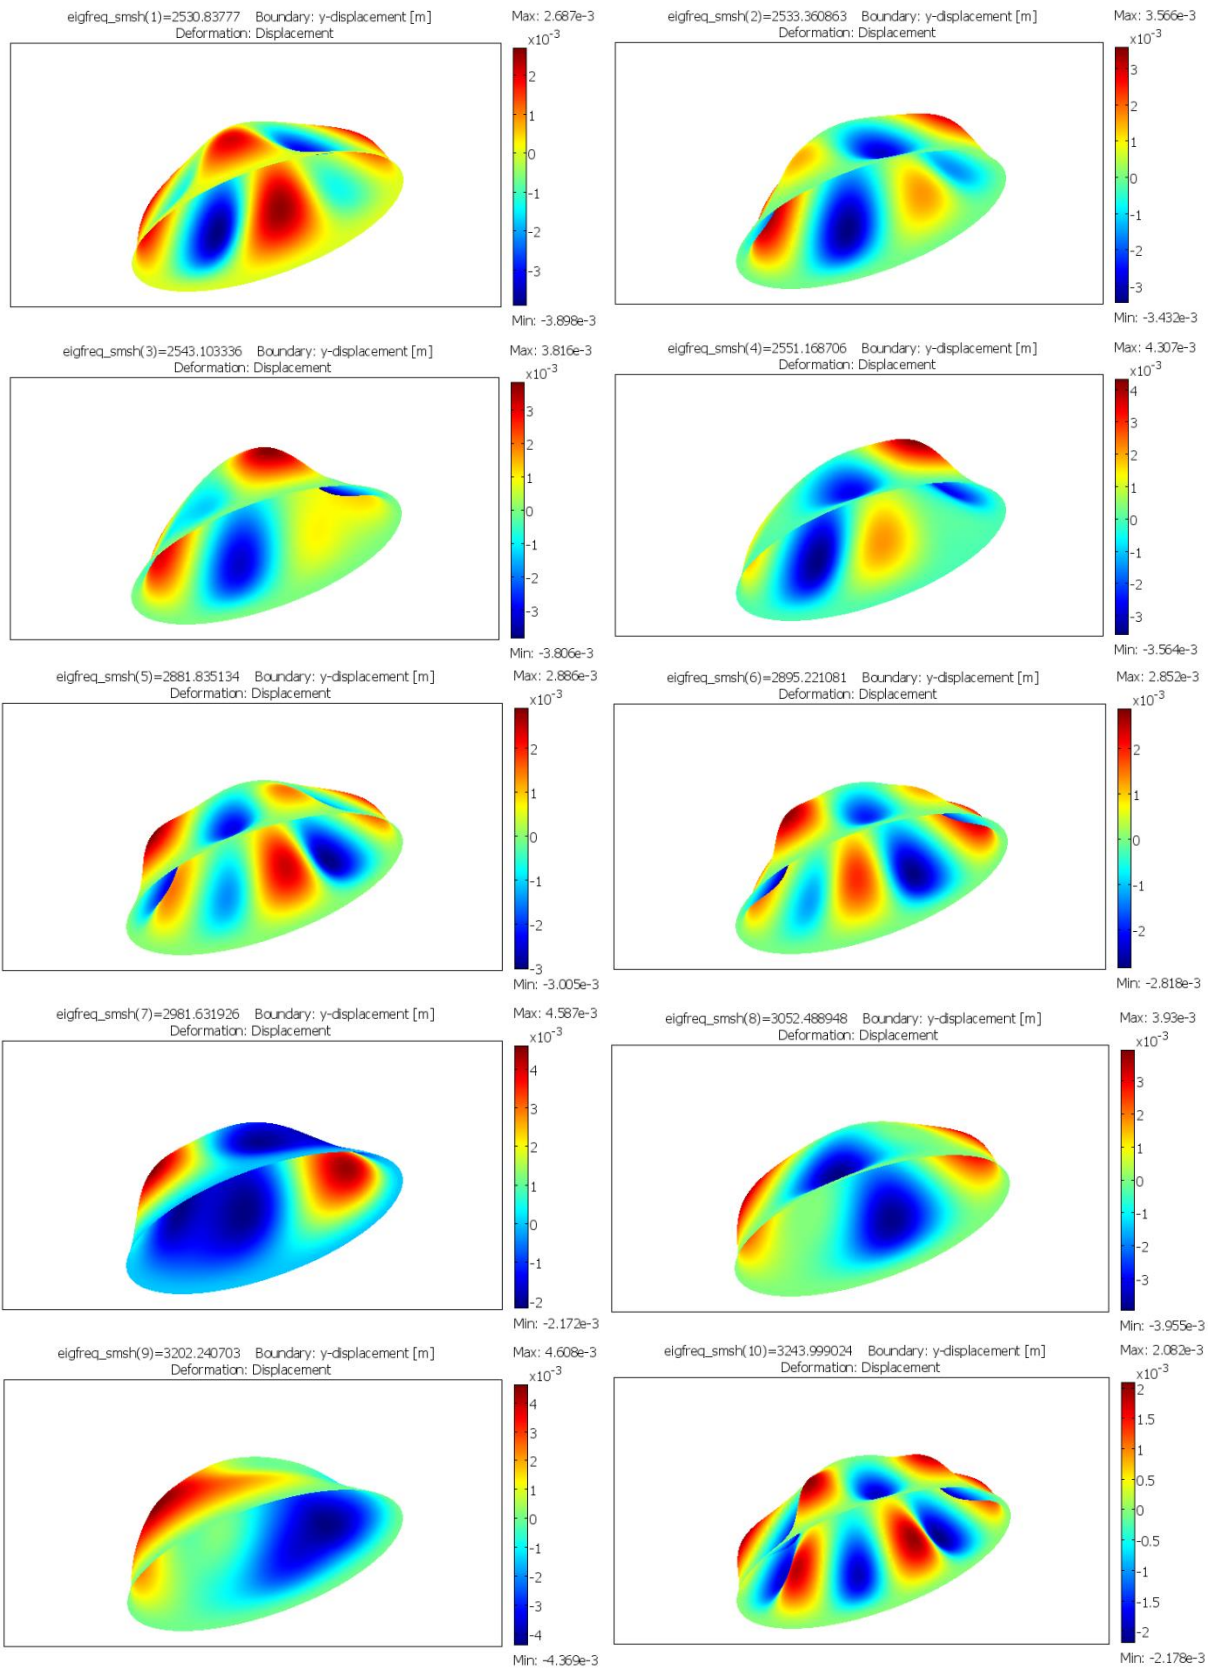 eigfreq_smsh(1)=2530.83777 Boundary: y-displacement [m] Max: 2.687e-3
Deformation: Displacement x10-3
2
1
0
-1
-2
-3
Min: -3.898e-3
eigfreq_smsh(2)=2533.360863 Boundary: y-displacement [m] Max: 3.566e-3
Deformation: Displacement x10-3
3
2
1
0
-1
-2
-3
Min: -3.432e-3
eigfreq_smsh(3)=2543.103336 Boundary: y-displacement [m] Max: 3.816e-3
Deformation: Displacement x10-3
3
2
1
0
-1
-2
-3
Min: -3.806e-3
eigfreq_smsh(4)=2551.168706 Boundary: y-displacement [m] Max: 4.307e-3
Deformation: Displacement x10-3
4
3
2
1
0
-1
-2
-3
Min: -3.564e-3
eigfreq_smsh(5)=2881.835134 Boundary: y-displacement [m] Max: 2.886e-3
Deformation: Displacement x10-3
2
1
0
-1
-2
-3
Min: -3.005e-3
eigfreq_smsh(6)=2895.221081 Boundary: y-displacement [m] Max: 2.852e-3
Deformation: Displacement x10-3
2
1
0
-1
-2
Min: -2.818e-3
eigfreq_smsh(7)=2981.631926 Boundary: y-displacement [m] Max: 4.587e-3
Deformation: Displacement x10-3
4
3
2
1
0
-1
-2
Min: -2.172e-3
eigfreq_smsh(8)=3052.488948 Boundary: y-displacement [m] Max: 3.93e-3
Deformation: Displacement x10-3
3
2
1
0
-1
-2
-3
Min: -3.955e-3
eigfreq_smsh(9)=3202.240703 Boundary: y-displacement [m] Max: 4.608e-3
Deformation: Displacement x10-3
4
3
2
1
0
-1
-2
-3
-4
Min: -4.369e-3
eigfreq_smsh(10)=3243.999024 Boundary: y-displacement [m] Max: 2.082e-3
Deformation: Displacement x10-3
2
1.5
1
0.5
0
-0.5
-1
-1.5
-2
Min: -2.178e-3